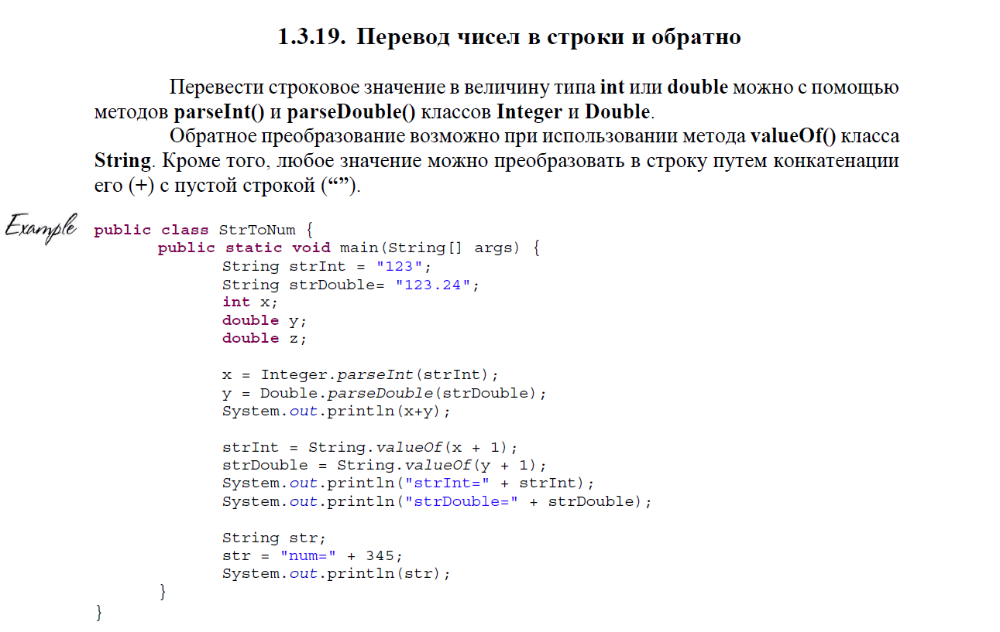 1.3.19. Перевод чисел в строки и обратно
Перевести строковое значение в величину типа int или double можно с помощью
методов parseInt() и parseDouble() классов Integer и Double.
Обратное преобразование возможно при использовании метода valueOf() класса
String. Кроме того, любое значение можно преобразовать в строку путем конкатенации
его (+) с пустой строкой (“”).
Example
public class StrToNum {
public static void main(String[] args) {
String strInt = "123";
String strDouble= "123.24";
int x;
double y;
double z;
x = Integer.parseInt(strInt);
y = Double.parseDouble(strDouble);
System.out.println(x+y);
strInt = String.valueOf(x + 1);
strDouble = String.valueOf(y + 1);
System.out.println("strInt=" + strInt);
System.out.println("strDouble=" + strDouble);
String str;
str = "num=" + 345;
System.out.println(str);
}
}